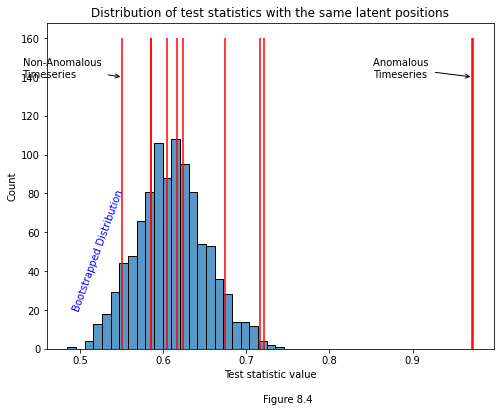 Distribution of test statistics with the same latent positions
160
140
120
100
80
60
40
20
0
Count
Non-Anomalous
Timeseries
Anomalous
Timeseries
Bootstrapped Distribution
0.5 0.6 0.7 0.8 0.9
Test statistic value
Figure 8.4